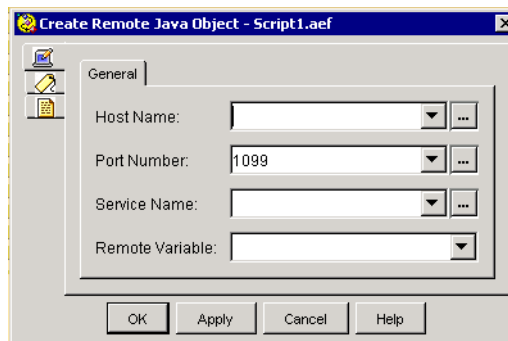 Create Remote Java Object - Script1.aef
General
Host Name:
...
Port Number: 1099
...
Service Name:
...
Remote Variable:
OK Apply Cancel Help